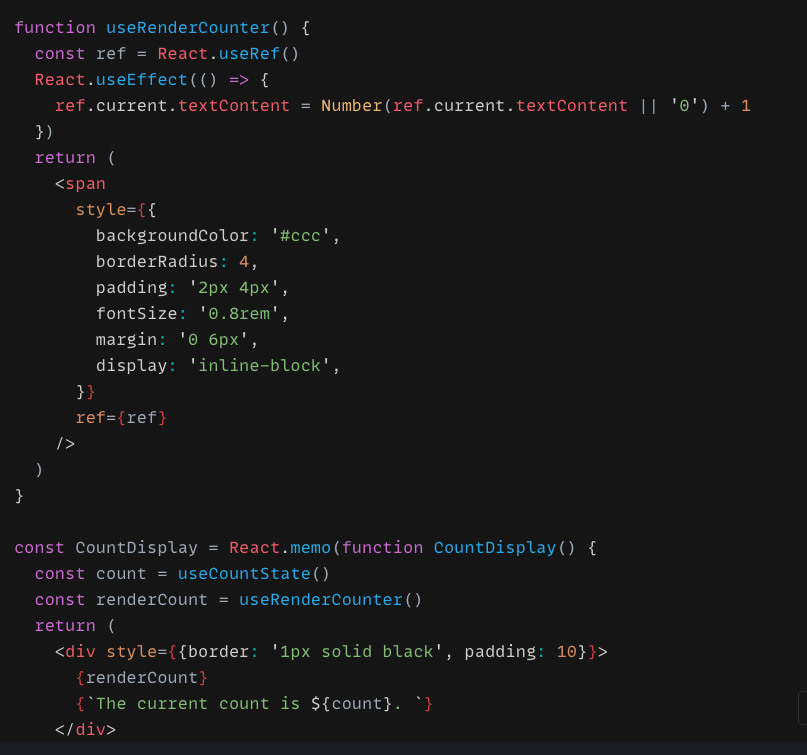 function useRenderCounter() {
  const ref = React.useRef()
  React.useEffect(() => {
    ref.current.textContent = Number(ref.current.textContent || '0') + 1
  })
  return (
    <span
      style={{
        backgroundColor: '#ccc',
        borderRadius: 4,
        padding: '2px 4px',
        fontSize: '0.8rem',
        margin: '0 6px',
        display: 'inline-block',
      }}
      ref={ref}
    />
  )
}

const CountDisplay = React.memo(function CountDisplay() {
  const count = useCountState()
  const renderCount = useRenderCounter()
  return (
    <div style={{border: '1px solid black', padding: 10}}>
      {renderCount}
      {`The current count is ${count}. `}
    </div>